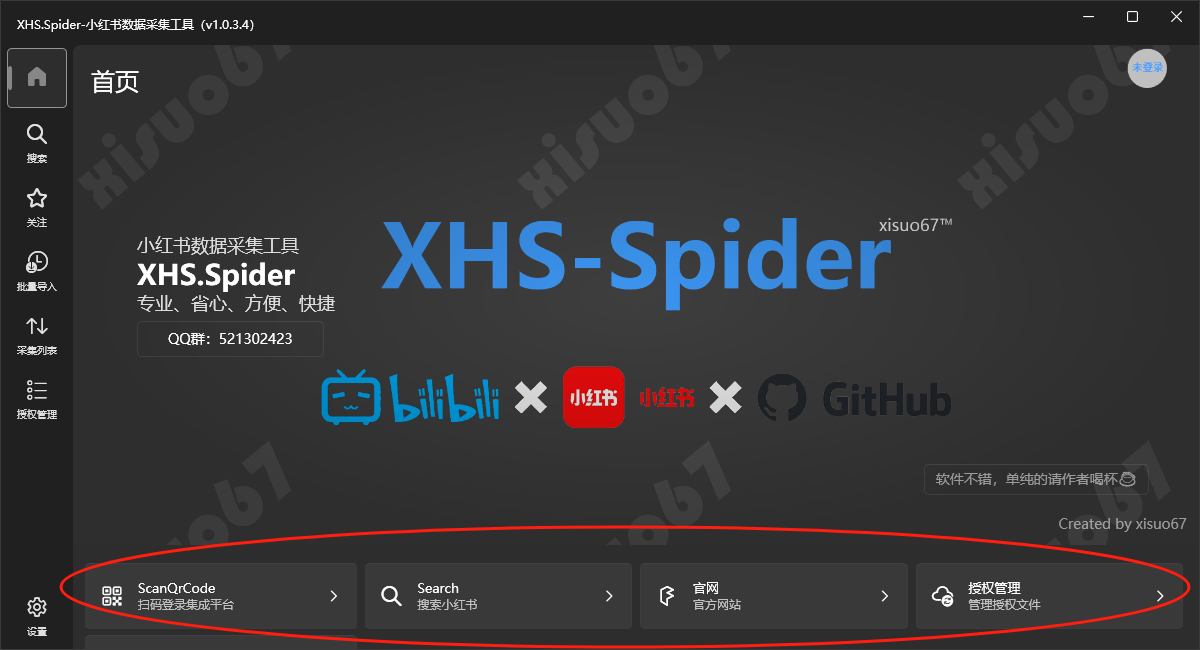 XHS.Spider-小红书数据采集工具（v1.0.3.4）
首页
未登录
搜索
关注
批量导入
采集列表
授权管理
设置
xisuo67
xisuo67
xisuo67
小红书数据采集工具
XHS.Spider
专业、省心、方便、快捷
QQ群：521302423
XHS-Spider
xisuo67™
bilibili
小红书
小红书
GitHub
xisuo67
xisuo67
xisuo67
软件不错，单纯的请作者喝杯
Created by xisuo67
ScanQrCode
扫码登录集成平台
Search
搜索小红书
官网
官方网站
授权管理
管理授权文件